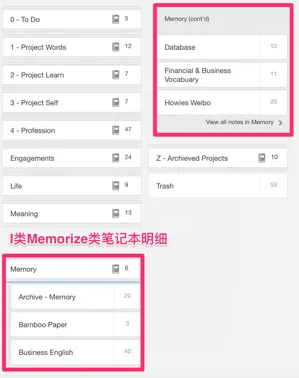 0 - To Do 5
1 - Project Words 12
2 - Project Learn 7
3 - Project Self 7
4 - Profession 47
Engagements 24
Life 9
Meaning 13
Memory (cont'd)
Database 13
Financial & Business
Vocabuary 11
Howies Weibo 26
View all notes in Memory
Z - Archieved Projects 10
Trash 59
I类Memorize类笔记本明细
Memory 6
Archive - Memory 20
Bamboo Paper 3
Business English 40